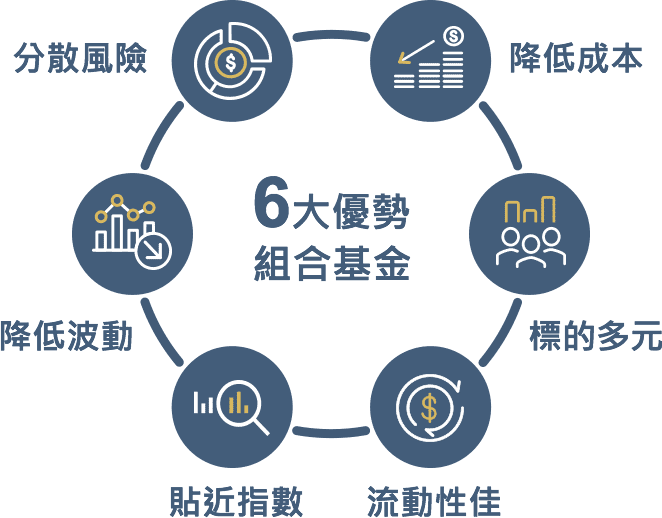 分散風險
降低成本
6大優勢
組合基金
降低波動
標的多元
貼近指數
流動性佳